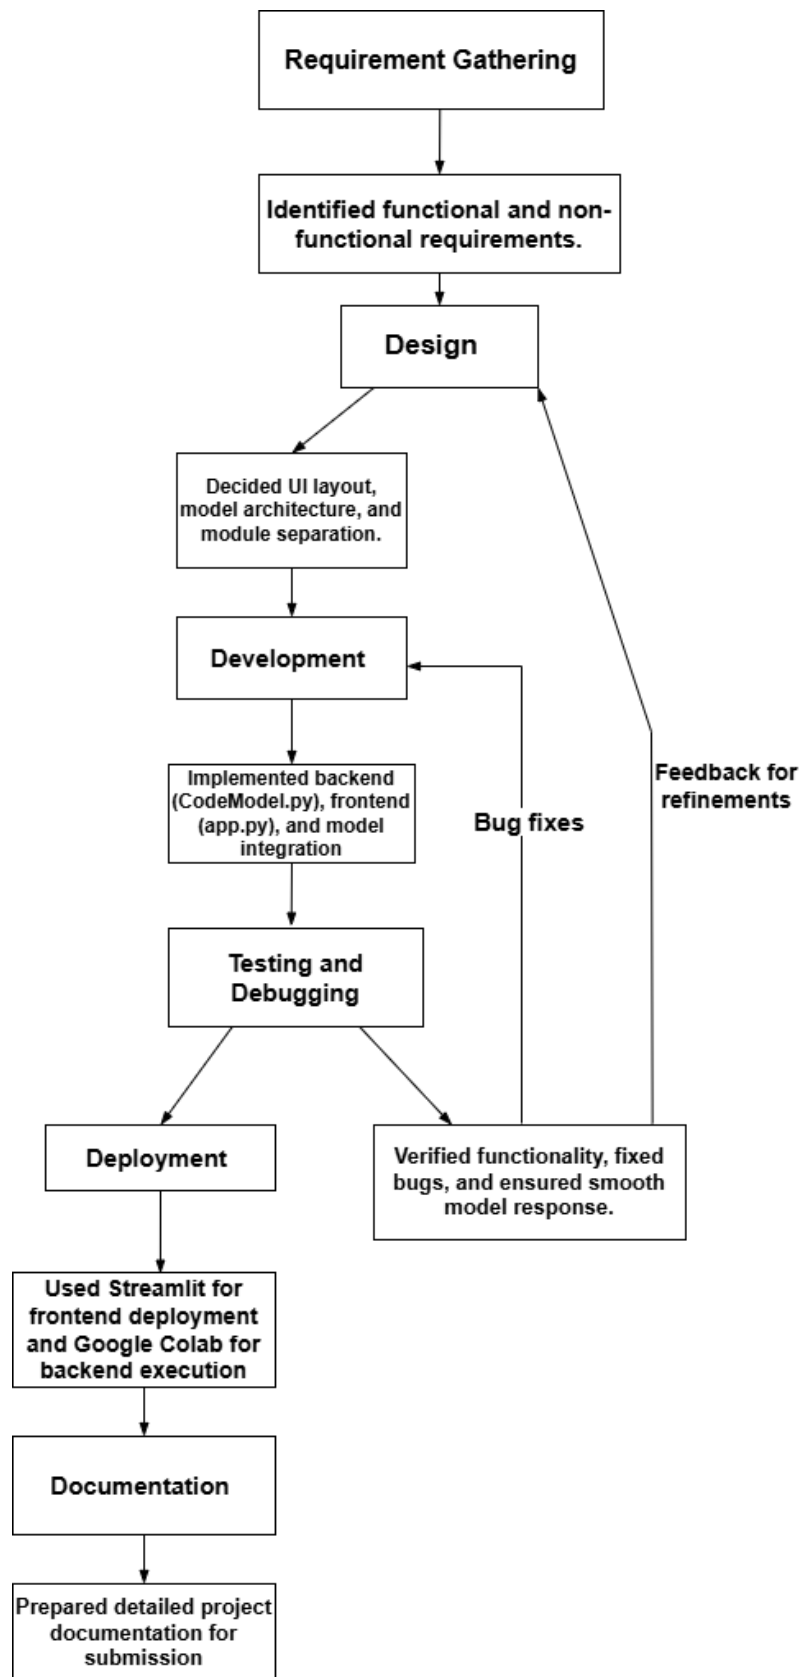 Requirement Gathering
Identified functional and non-
functional requirements.
Design
Decided UI layout,
model architecture, and
module separation.
Development
Implemented backend
(CodeModel.py), frontend
(app.py), and model
integration
Bug fixes
Feedback for
refinements
Testing and
Debugging
Deployment
Verified functionality, fixed
bugs, and ensured smooth
model response.
Used Streamlit for
frontend deployment
and Google Colab for
backend execution
Documentation
Prepared detailed project
documentation for
submission